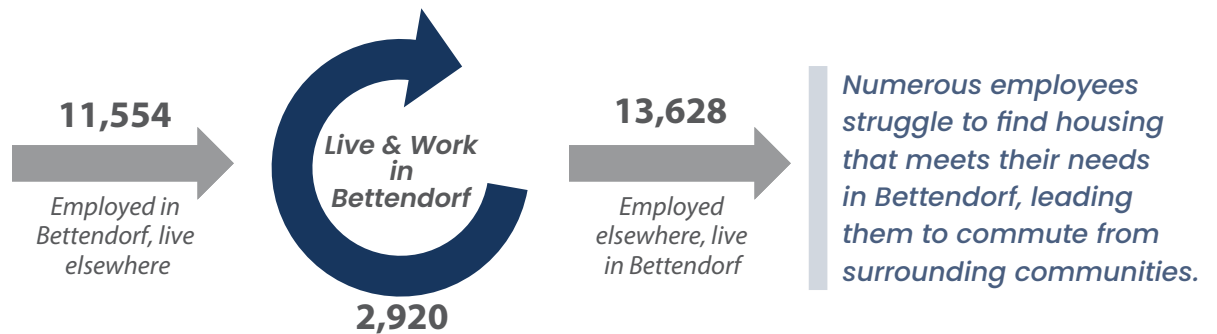 11,554
Employed in
Bettendorf, live
elsewhere
Live & Work
in
Bettendorf
2,920
13,628
Employed
elsewhere, live
in Bettendorf
Numerous employees
struggle to find housing
that meets their needs
in Bettendorf, leading
them to commute from
surrounding communities.